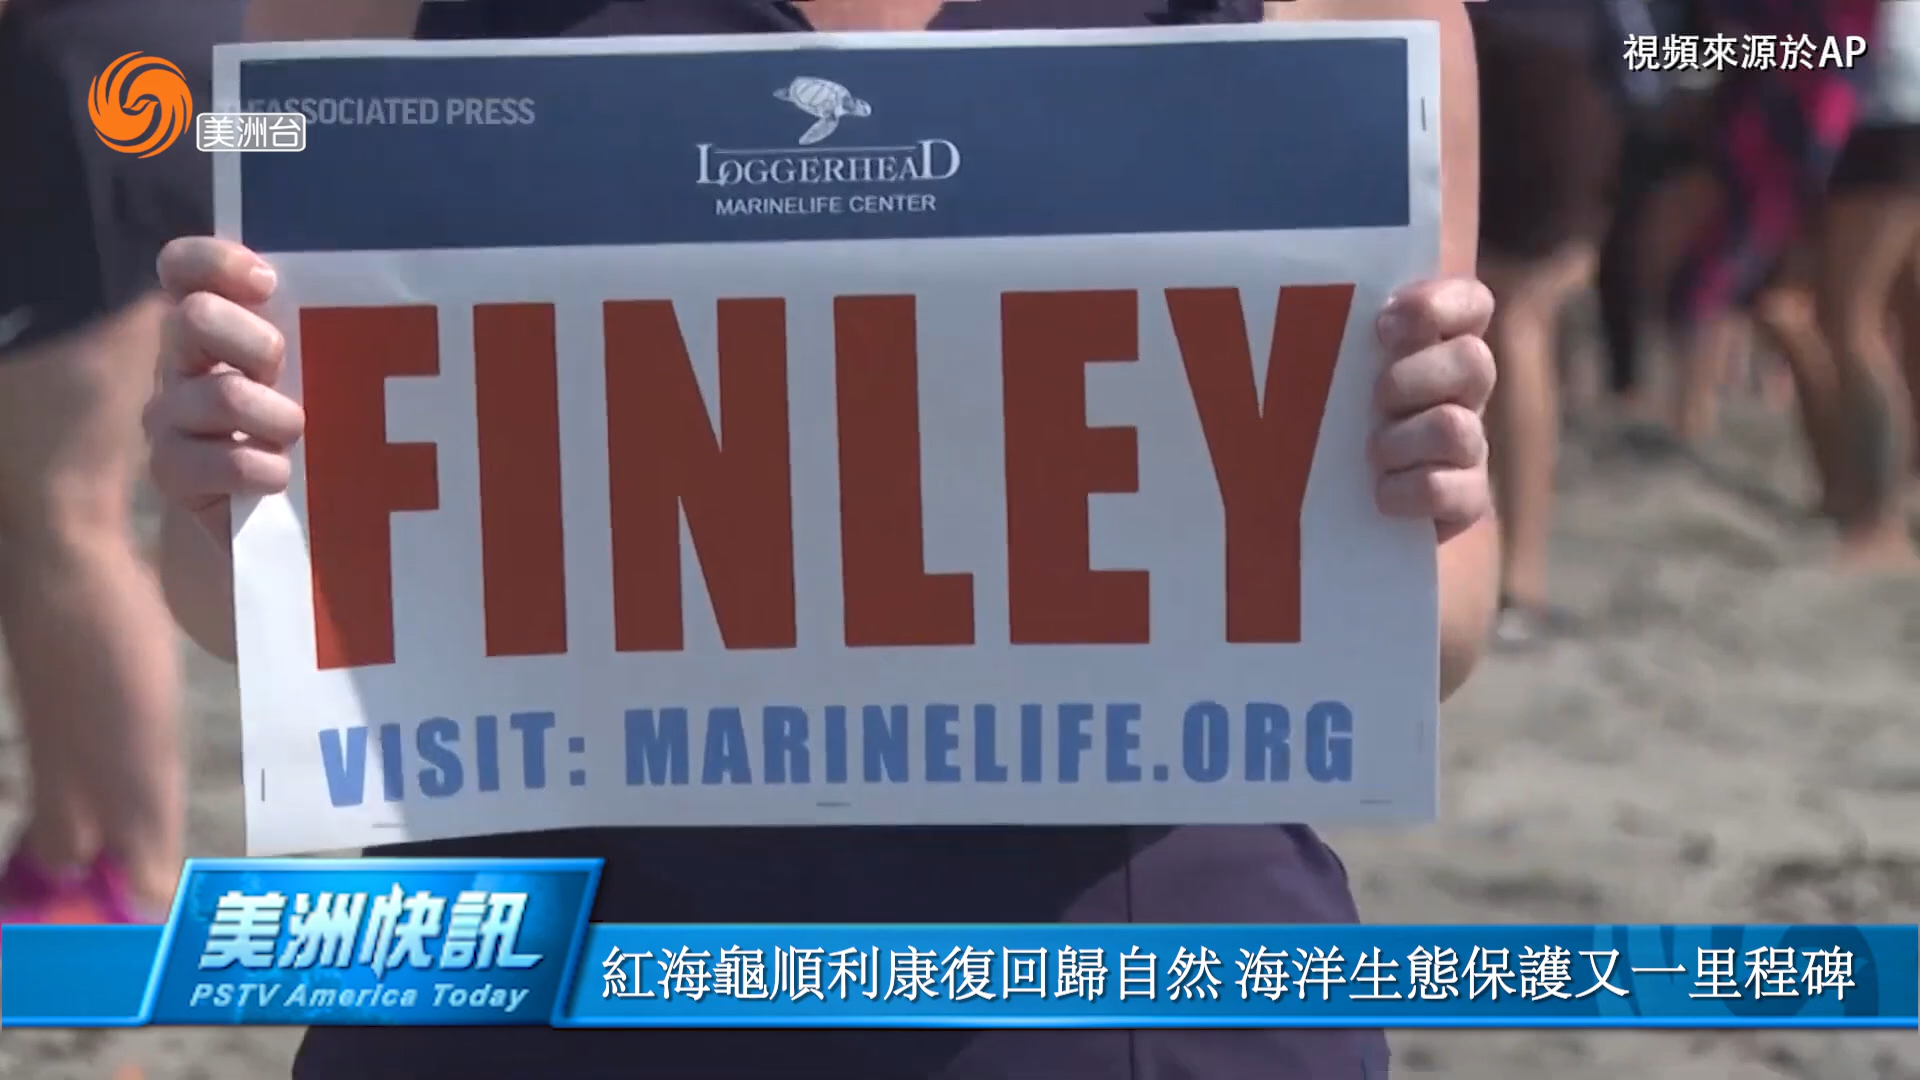 視頻來源於AP
ASSOCIATED PRESS
美洲台
LOGGERHEAD
MARINELIFE CENTER
FINLEY
VISIT: MARINELIFE.ORG
美洲快訊
PSTV America Today
紅海龜順利康復回歸自然 海洋生態保護又一里程碑